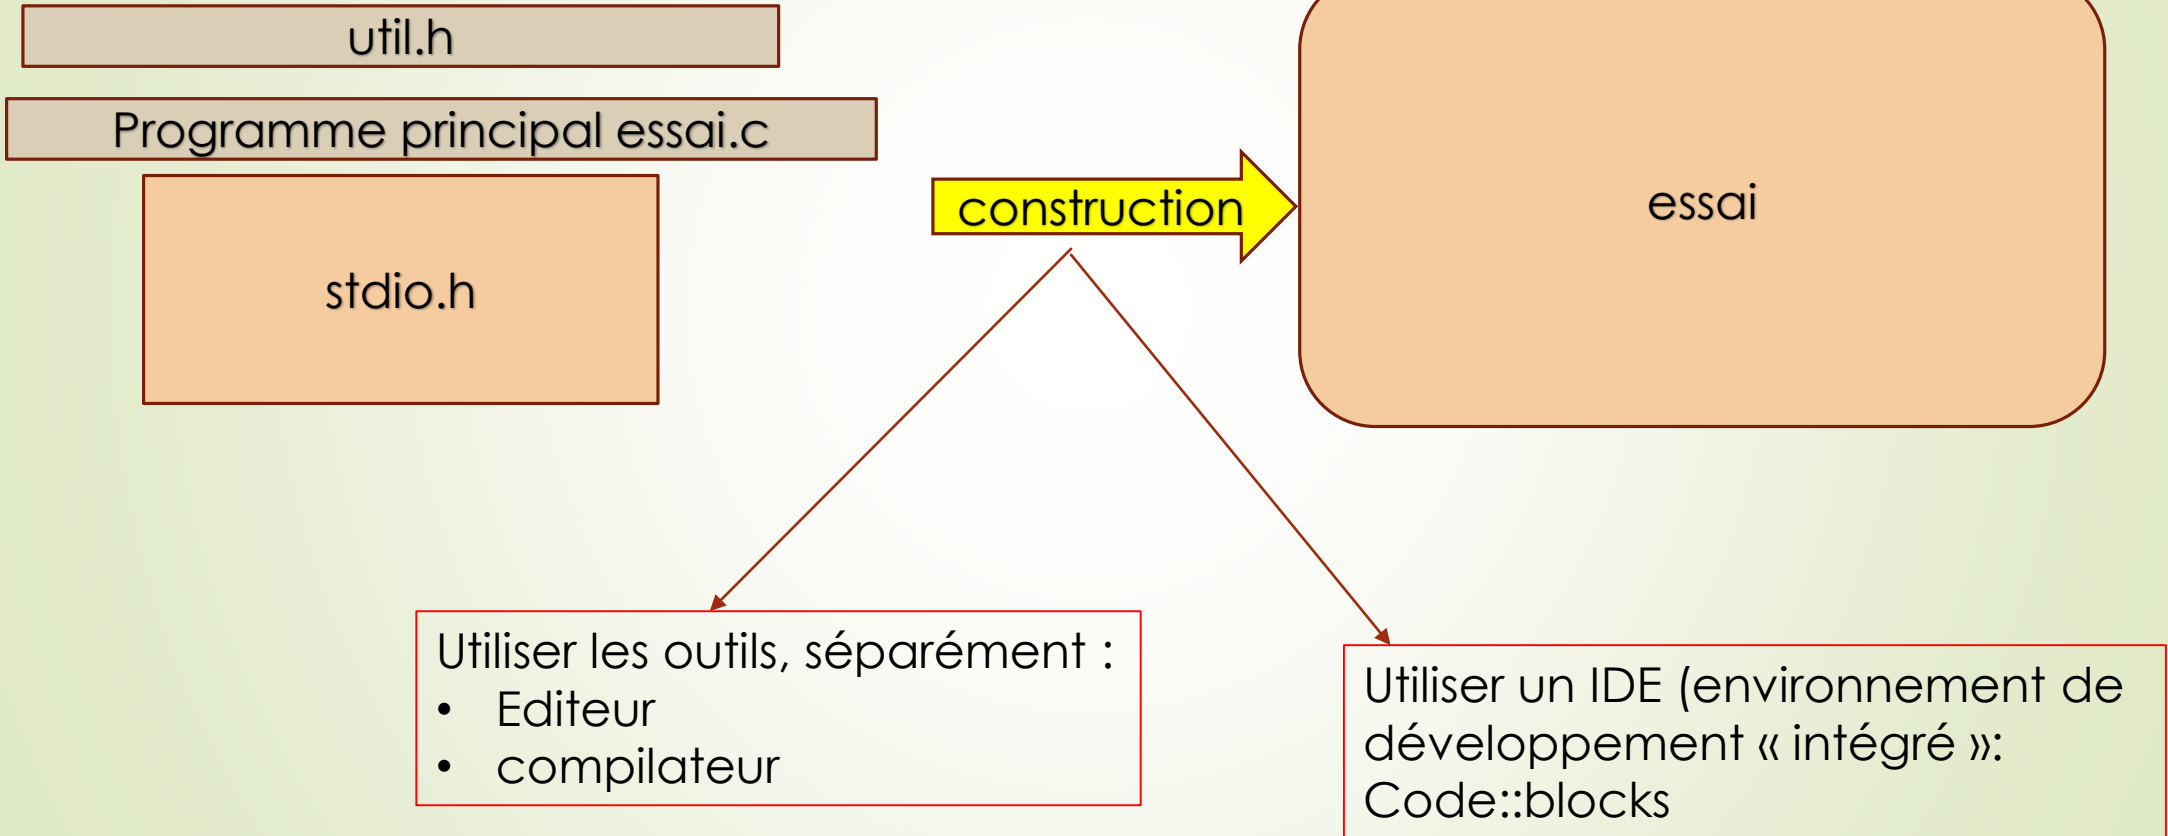 util.h
Programme principal essai.c
stdio.h
construction
essai
Utiliser les outils, séparément :
• Editeur
• compilateur
Utiliser un IDE (environnement de
développement « intégré »:
Code::blocks